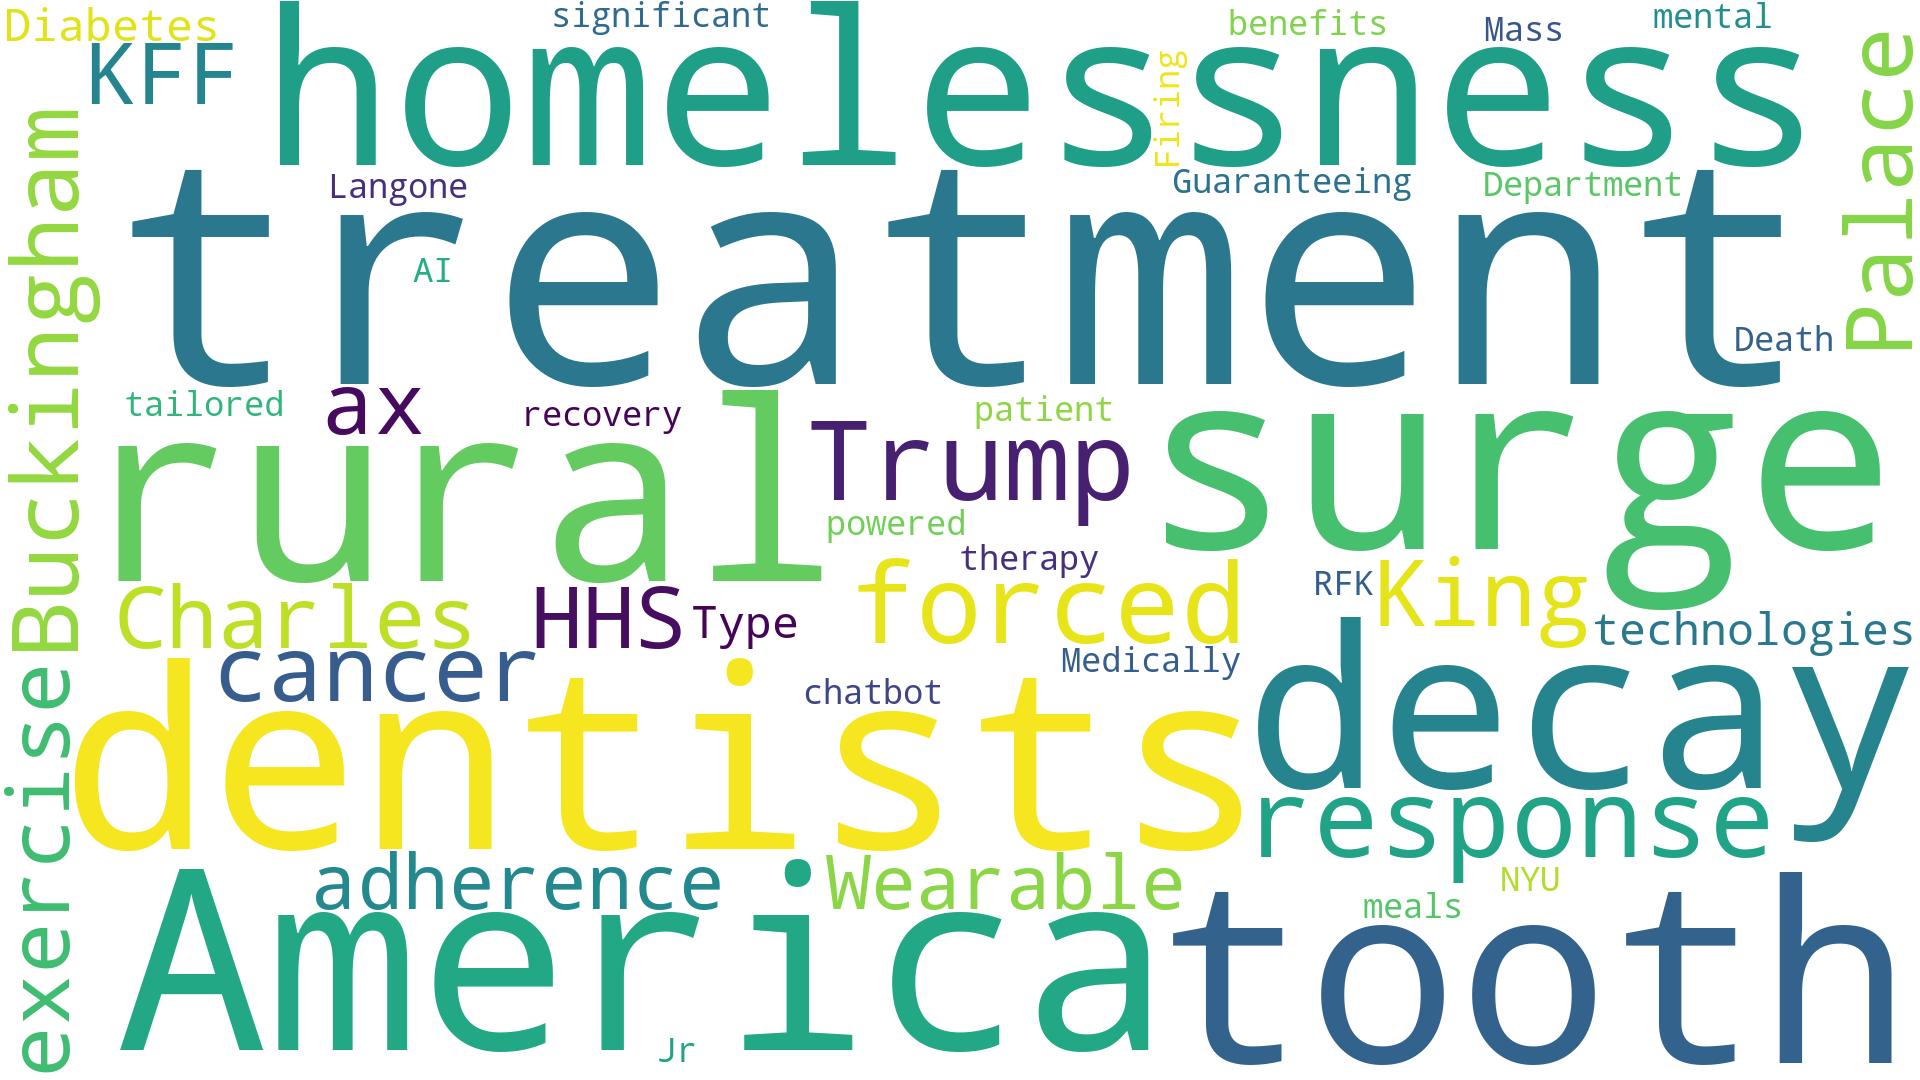 Diabetes
significant
benefits
Mass
mental
KFF
homelessness
Firing
Palace
Buckingham
Langone
Guaranteeing
Department
treatment
AI
Death
tailored
ax
recovery
patient
rural
Trump
surge
powered
therapy
Charles
HHS
Type
forced
RFK
King
technologies
cancer
Medically
exercise
dentists
chatbot
decay
response
adherence
Wearable
NYU
meals
America
tooth
Jr